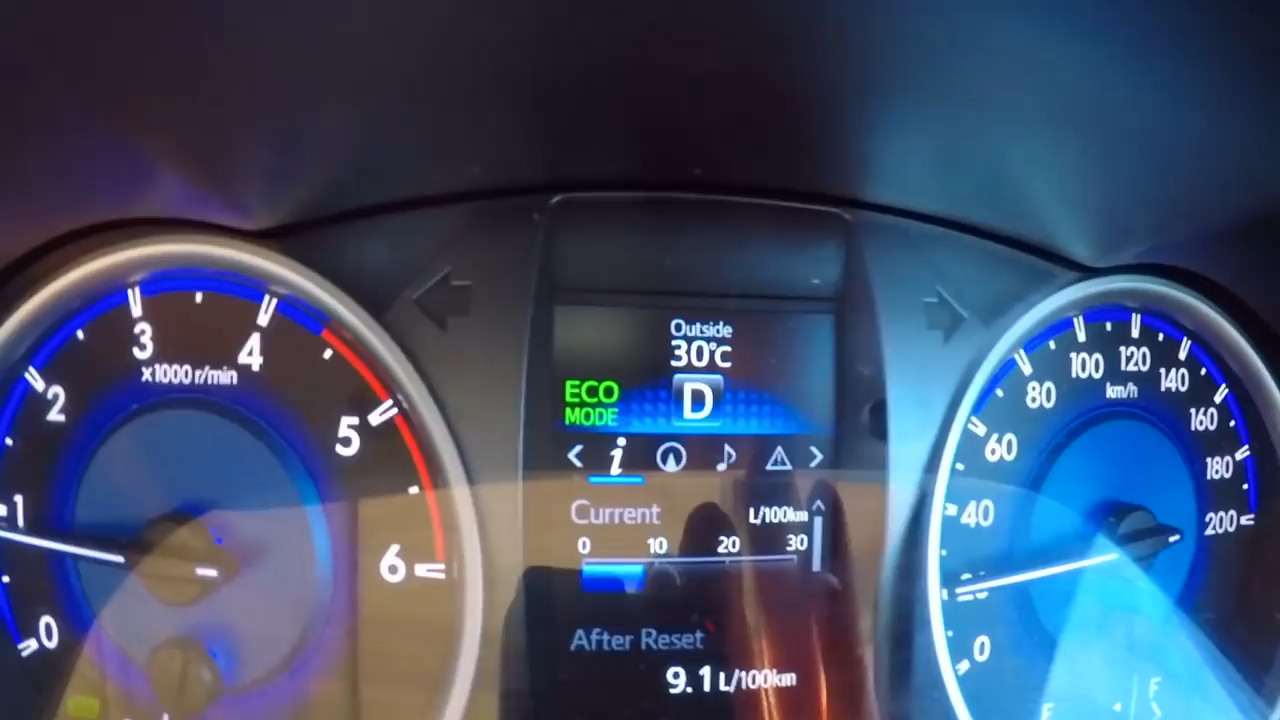 0
1
2
3
4
5
6
x1000 r/min
Outside
30°C
ECO
MODE
D
i
Current
L/100km
0 10 20 30
After Reset
9.1 L/100km
0
20
40
60
80
100
120
140
160
180
200
km/h
F